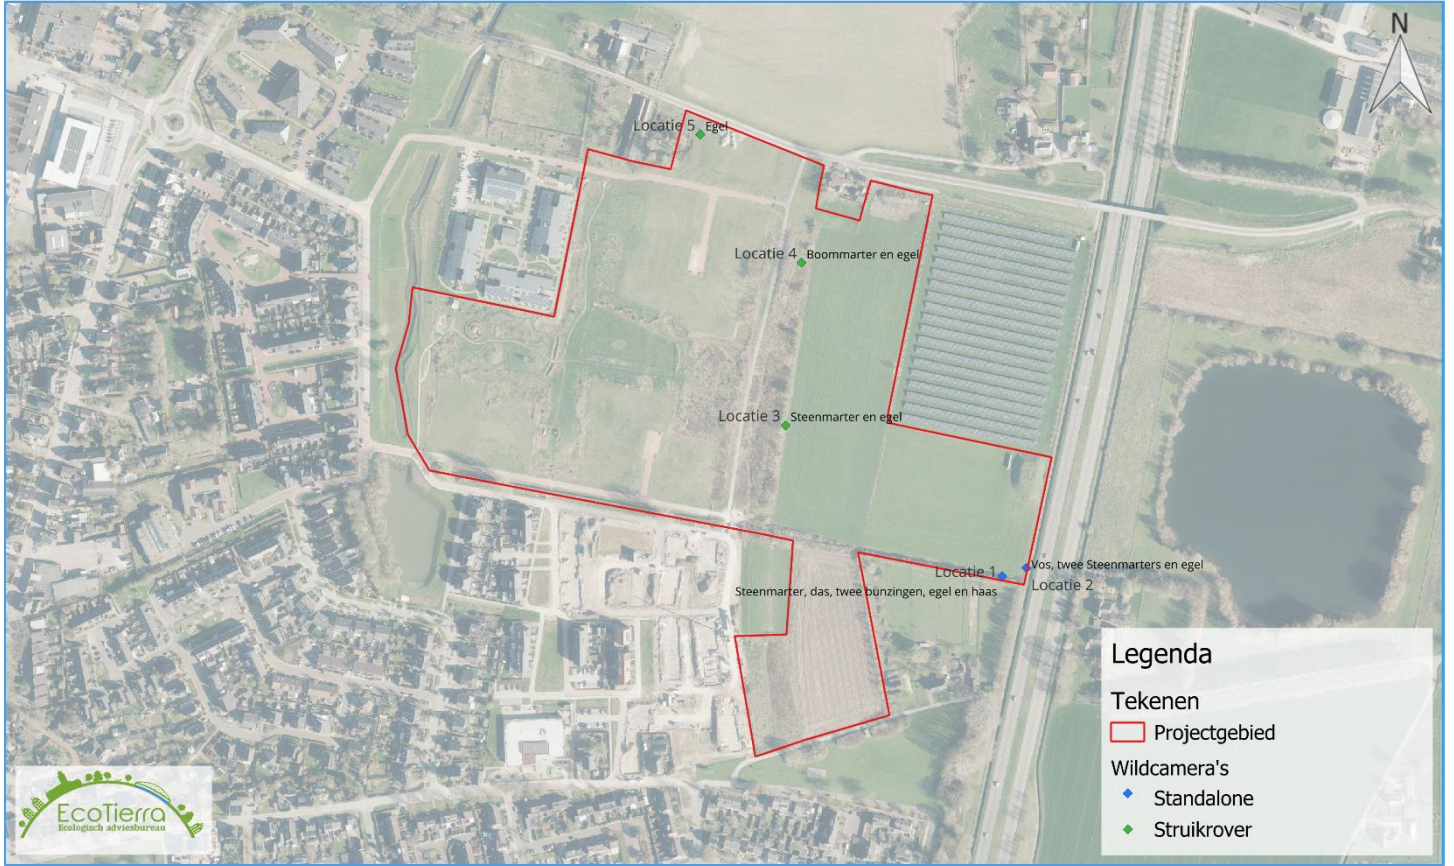 N
Locatie 5 Egel
Locatie 4 Boommarter en egel
Locatie 3 Steenmarter en egel
Locatie 1
Vos, twee Steenmarters en egel
Locatie 2
Steenmarter, das, twee bunzingen, egel en haas
Legenda
Tekenen
Projectgebied
Wildcamera's
Standalone
Struikrover
EcoTierra
Ecologisch adviesbureau